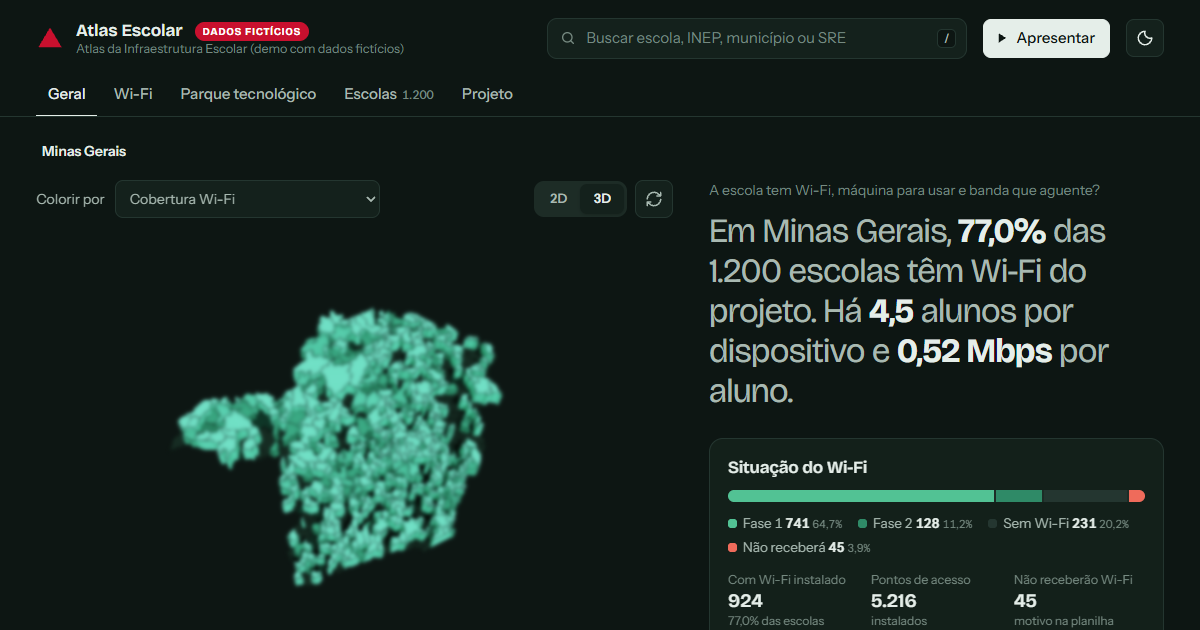 Atlas Escolar DADOS FICTÍCIOS
Atlas da Infraestrutura Escolar (demo com dados fictícios)
Buscar escola, INEP, município ou SRE /
Apresentar
Geral Wi-Fi Parque tecnológico Escolas 1.200 Projeto
Minas Gerais
Colorir por Cobertura Wi-Fi 2D 3D
A escola tem Wi-Fi, máquina para usar e banda que aguente?
Em Minas Gerais, 77,0% das
1.200 escolas têm Wi-Fi do
projeto. Há 4,5 alunos por
dispositivo e 0,52 Mbps por
aluno.
Situação do Wi-Fi
Fase 1 741 64,7% Fase 2 128 11,2% Sem Wi-Fi 231 20,2%
Não receberá 45 3,9%
Com Wi-Fi instalado Pontos de acesso Não receberão Wi-Fi
924 5.216 45
77,0% das escolas instalados motivo na planilha